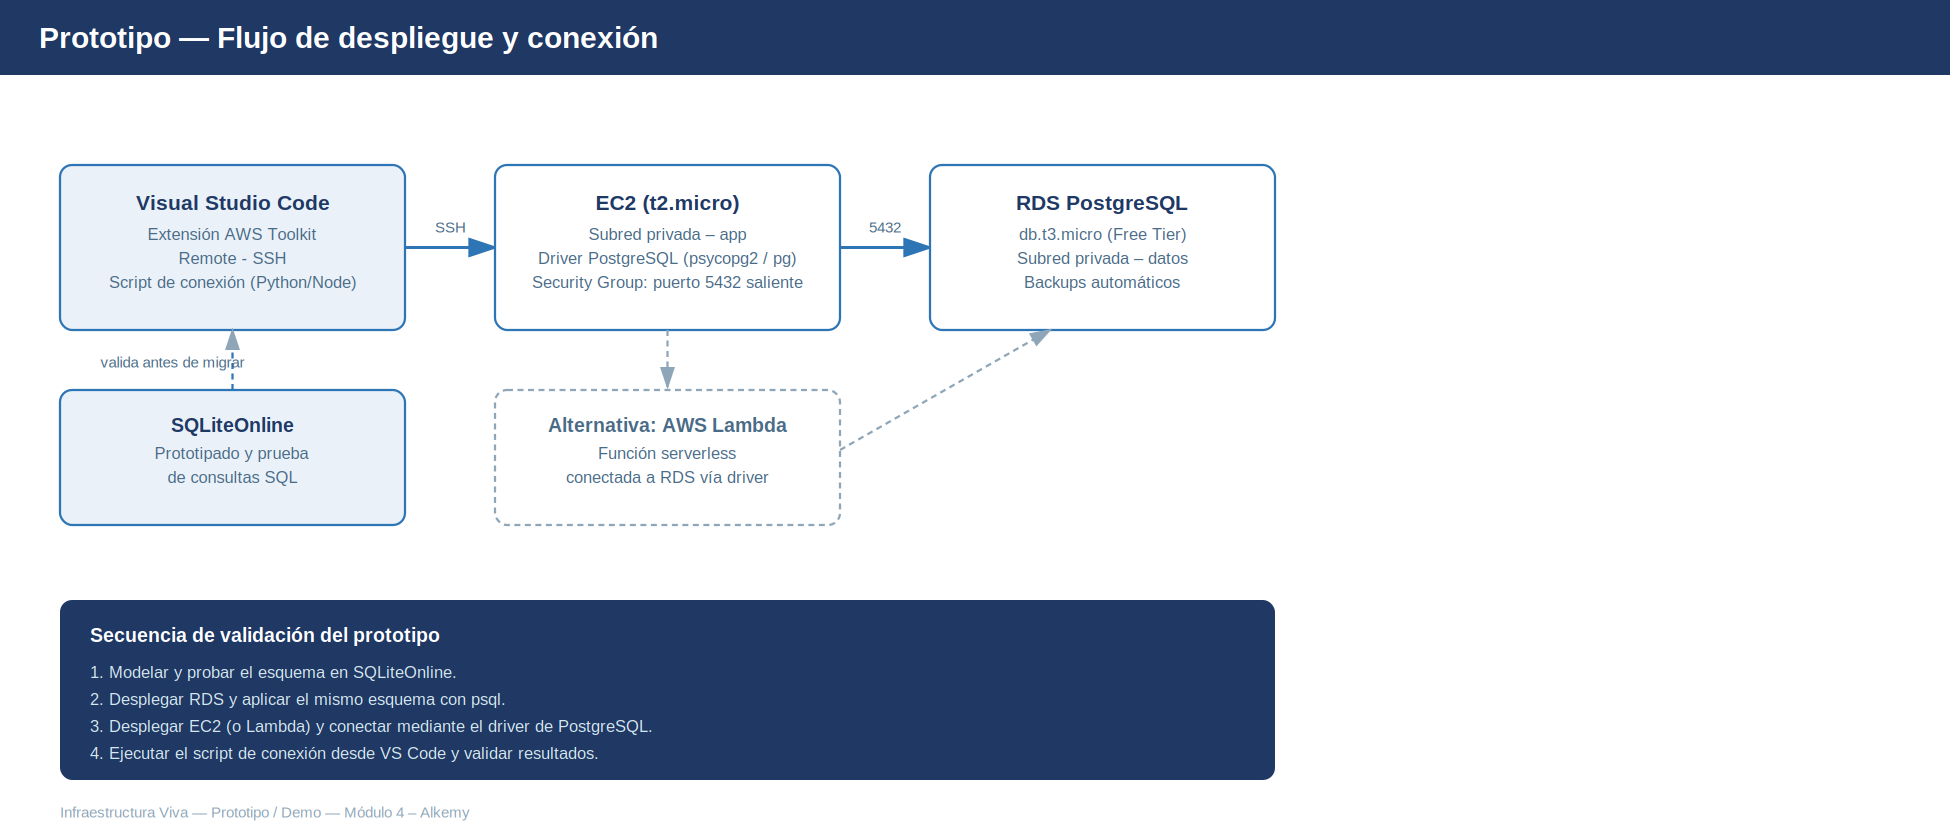 Prototipo — Flujo de despliegue y conexión
Visual Studio Code
Extensión AWS Toolkit
Remote - SSH
Script de conexión (Python/Node)
SSH
EC2 (t2.micro)
Subred privada – app
Driver PostgreSQL (psycopg2 / pg)
Security Group: puerto 5432 saliente
5432
RDS PostgreSQL
db.t3.micro (Free Tier)
Subred privada – datos
Backups automáticos
valida antes de migrar
SQLiteOnline
Prototipado y prueba
de consultas SQL
Alternativa: AWS Lambda
Función serverless
conectada a RDS vía driver
Secuencia de validación del prototipo
1. Modelar y probar el esquema en SQLiteOnline.
2. Desplegar RDS y aplicar el mismo esquema con psql.
3. Desplegar EC2 (o Lambda) y conectar mediante el driver de PostgreSQL.
4. Ejecutar el script de conexión desde VS Code y validar resultados.
Infraestructura Viva — Prototipo / Demo — Módulo 4 – Alkemy